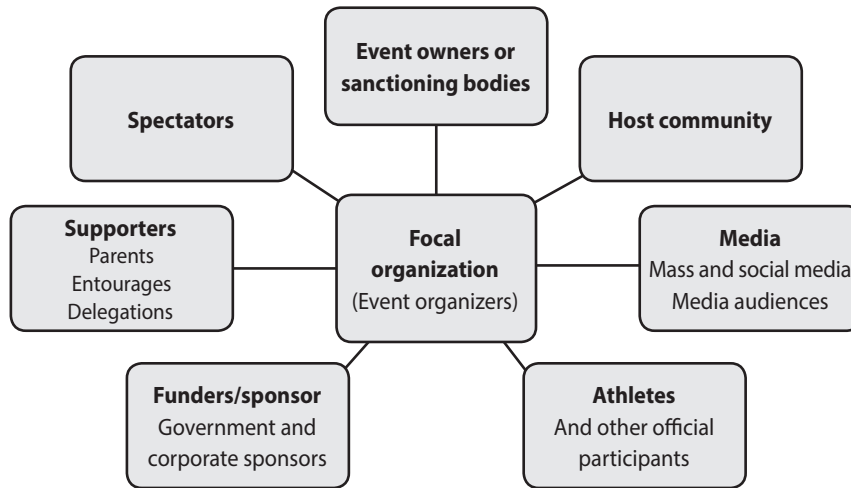 Event owners or
sanctioning bodies
Spectators
Host community
Supporters
Parents
Entourages
Delegations
Focal
organization
(Event organizers)
Media
Mass and social media
Media audiences
Funders/sponsor
Government and
corporate sponsors
Athletes
And other official
participants